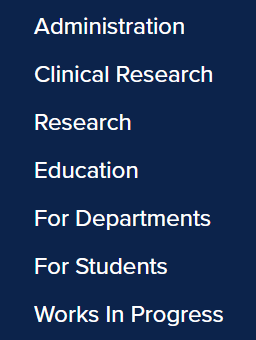 Administration
Clinical Research
Research
Education
For Departments
For Students
Works In Progress